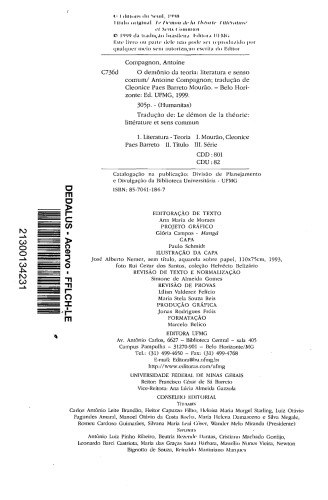 © Éditions du Seuil, 1998
Título original: Le Démon de la Théorie: Littérature
et Sens Commun
© 1999 da tradução brasileira: Editora UFMG
Este livro ou parte dele não pode ser reproduzido por
qualquer meio sem autorização escrita do Editor
Compagnon, Antoine
C736d
O demônio da teoria: literatura e senso
comum/ Antoine Compagnon; tradução de
Cleonice Paes Barreto Mourão. – Belo Hori-
zonte: Ed. UFMG, 1999.
305p. - (Humanitas)
Tradução de: Le démon de la théorie:
littérature et sens commun
1. Literatura - Teoria I. Mourão, Cleonice
Paes Barreto II. Título III. Série
CDD: 801
CDU: 82
Catalogação na publicação: Divisão de Planejamento
e Divulgação da Biblioteca Universitária - UFMG
ISBN: 85-7041-184-7
EDITORAÇÃO DE TEXTO
Ana Maria de Moraes
PROJETO GRÁFICO
Glória Campos - Mangá
CAPA
Paulo Schmidt
ILUSTRAÇÃO DA CAPA
José Alberto Nemer, sem título, aquarela sobre papel, 110x75cm, 1993,
foto Rui Cezar dos Santos, coleção Helvécio Belizário
REVISÃO DE TEXTO E NORMALIZAÇÃO
Simone de Almeida Gomes
REVISÃO DE PROVAS
Lilian Valderez Felício
Maria Stela Souza Reis
PRODUÇÃO GRÁFICA
Jonas Rodrigues Fróis
FORMATAÇÃO
Marcelo Belico
EDITORA UFMG
Av. Antônio Carlos, 6627 – Biblioteca Central – sala 405
Campus Pampulha – 31270-901 – Belo Horizonte/MG
Tel.: (31) 499-4650 – Fax: (31) 499-4768
E-mail: Editora@bu.ufmg.br
http://www.editoras.com/ufmg
UNIVERSIDADE FEDERAL DE MINAS GERAIS
Reitor: Francisco César de Sá Barreto
Vice-Reitora: Ana Lúcia Almeida Gazzola
CONSELHO EDITORIAL
TITULARES
Carlos Antônio Leite Brandão, Heitor Capuzzo Filho, Heloisa Maria Murgel Starling, Luiz Otávio
Fagundes Amaral, Manoel Otávio da Costa Rocha, Maria Helena Damasceno e Silva Megale,
Romeu Cardoso Guimarães, Silvana Maria Leal Cóser, Wander Melo Miranda (Presidente)
SUPLENTES
Antônio Luiz Pinho Ribeiro, Beatriz Rezende Dantas, Cristiano Machado Gontijo,
Leonardo Barci Castriota, Maria das Graças Santa Bárbara, Maurílio Nunes Vieira, Newton
Bignotto de Souza, Reinaldo Martiniano Marques
DEDALUS - Acervo - FFLCH-LE
21300134231